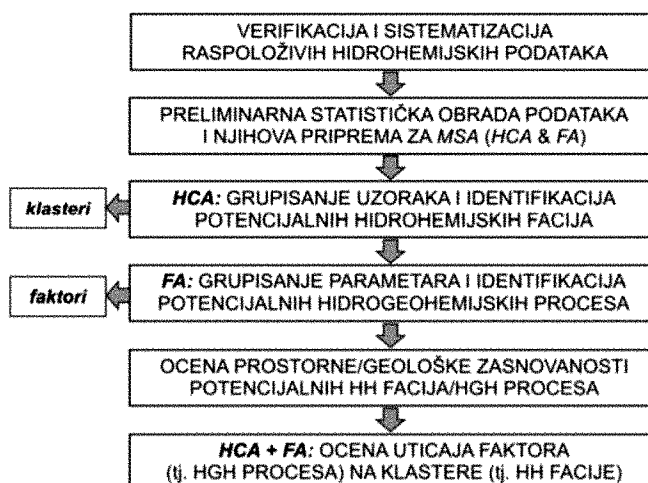 VERIFIKACIJA I SISTEMATIZACIJA
RASPOLOŽIVIH HIDROHEMIJSKIH PODATAKA
PRELIMINARNA STATISTIČKA OBRADA PODATAKA
I NJIHOVA PRIPREMA ZA MSA (HCA & FA)
klasteri
HCA: GRUPISANJE UZORAKA I IDENTIFIKACIJA
POTENCIJALNIH HIDROHEMIJSKIH FACIJA
faktori
FA: GRUPISANJE PARAMETARA I IDENTIFIKACIJA
POTENCIJALNIH HIDROGEOHEMIJSKIH PROCESA
OCENA PROSTORNE/GEOLOŠKE ZASNOVANOSTI
POTENCIJALNIH HH FACIJA/HGH PROCESA
HCA + FA: OCENA UTICAJA FAKTORA
(tj. HGH PROCESA) NA KLASTERE (tj. HH FACIJE)